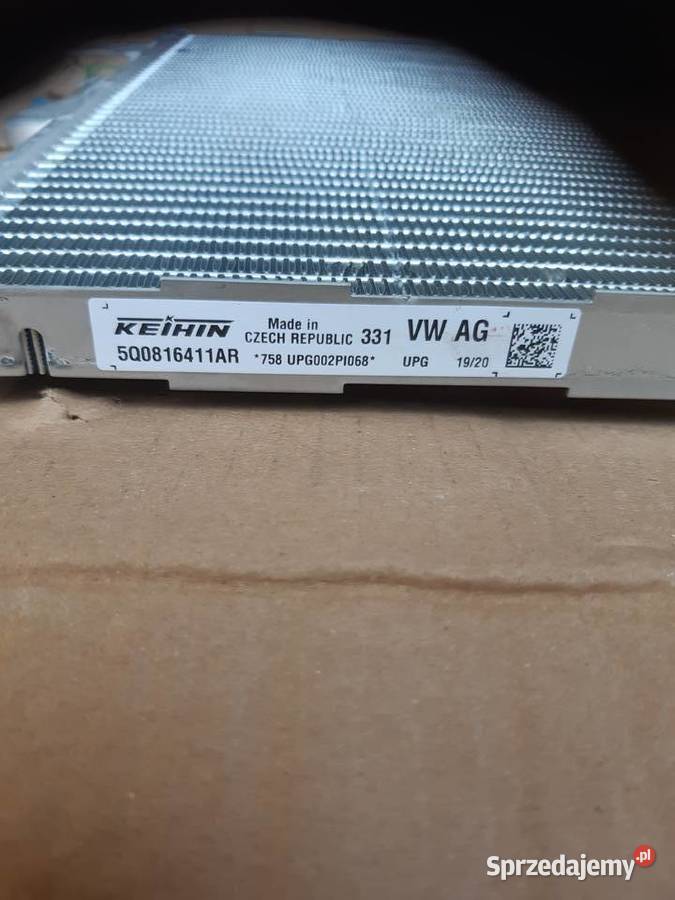 KEIHIN Made in CZECH REPUBLIC 331 VW AG
5Q0816411AR *758 UPG002PI068* UPG 19/20
Sprzedajemy.pl